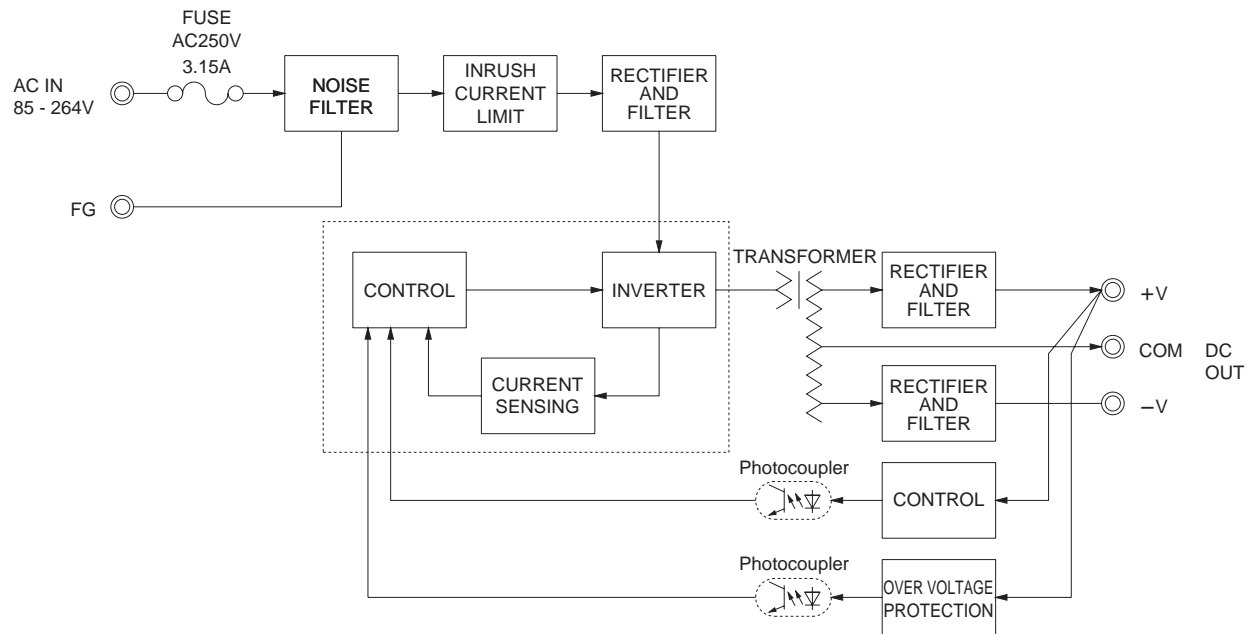 FUSE
AC250V
3.15A
AC IN
85 - 264V
NOISE
FILTER
INRUSH
CURRENT
LIMIT
RECTIFIER
AND
FILTER
FG
CONTROL
INVERTER
TRANSFORMER
RECTIFIER
AND
FILTER
+V
CURRENT
SENSING
COM
DC
OUT
RECTIFIER
AND
FILTER
−V
Photocoupler
CONTROL
Photocoupler
OVER VOLTAGE
PROTECTION